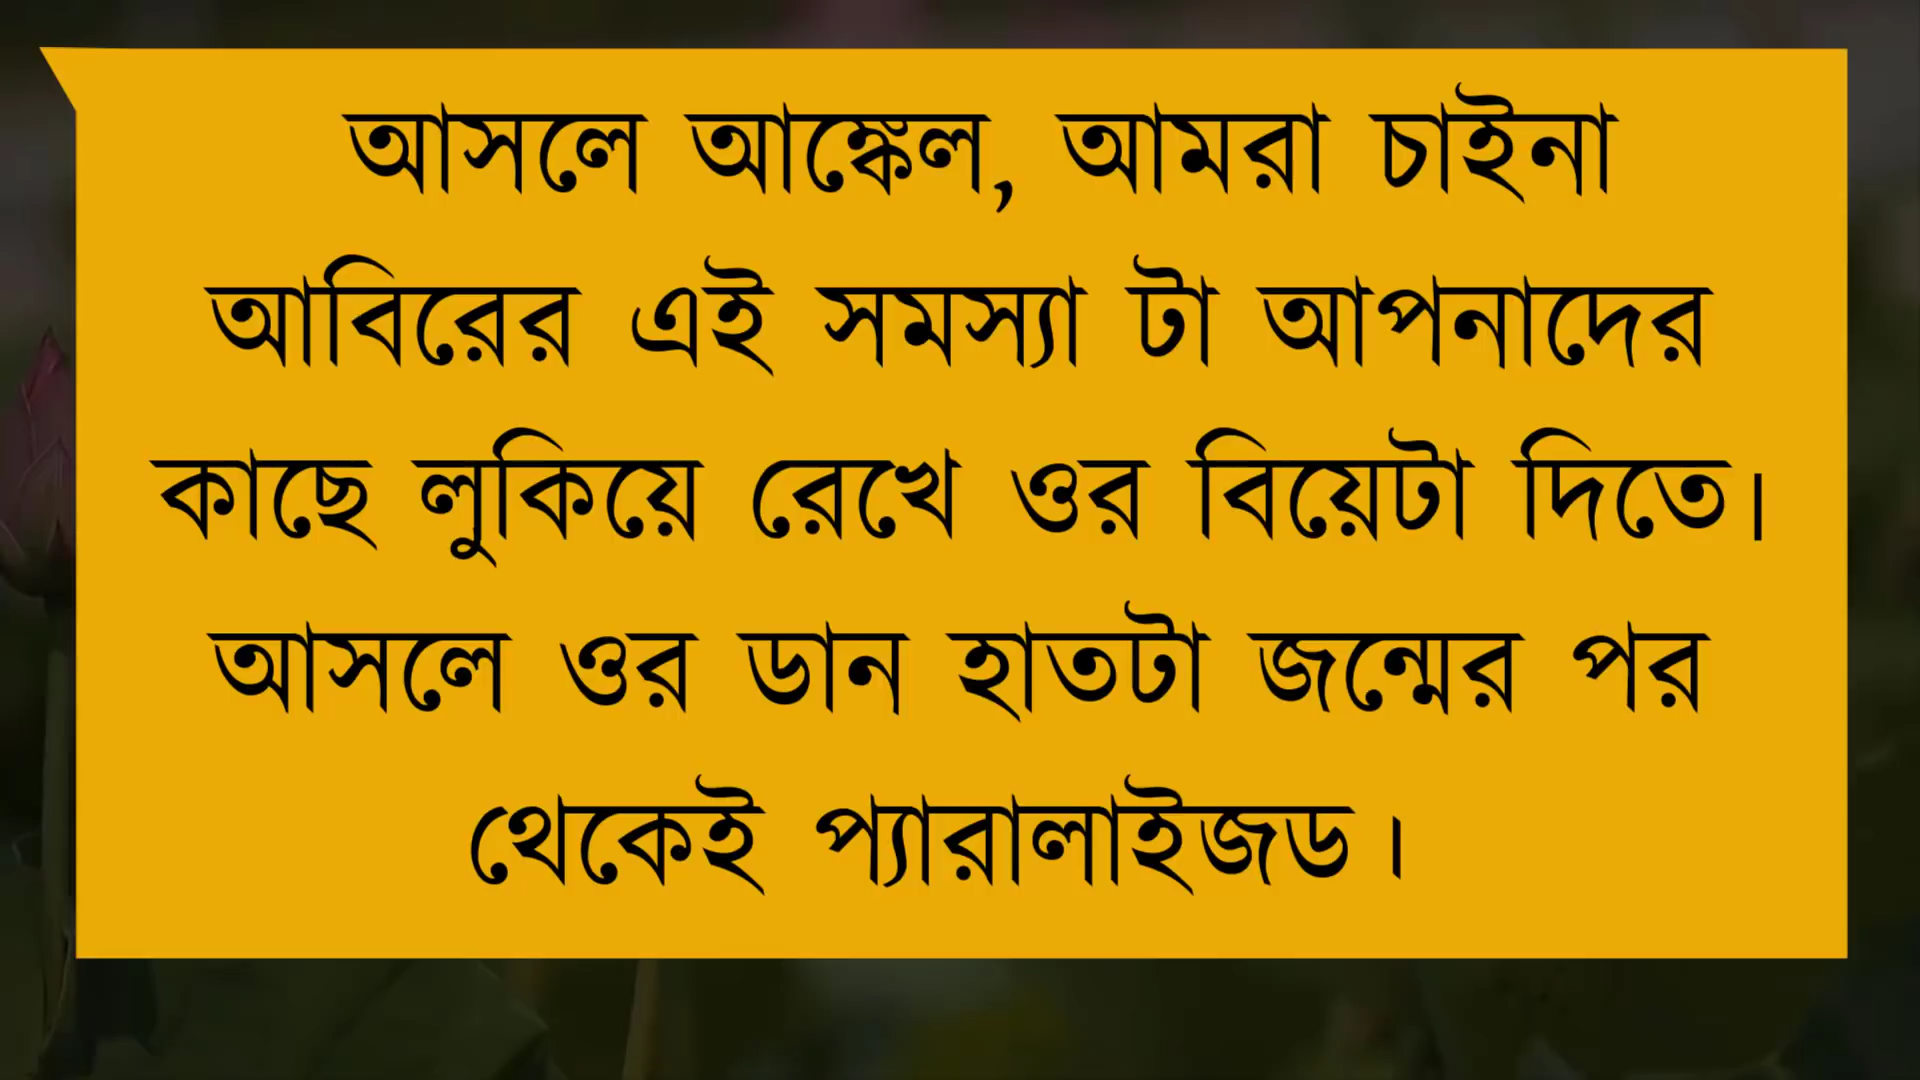 আসলে আঙ্কেল, আমরা চাইনা
আবিরের এই সমস্যা টা আপনাদের
কাছে লুকিয়ে রেখে ওর বিয়েটা দিতে।
আসলে ওর ডান হাতটা জন্মের পর
থেকেই প্যারালাইজড।